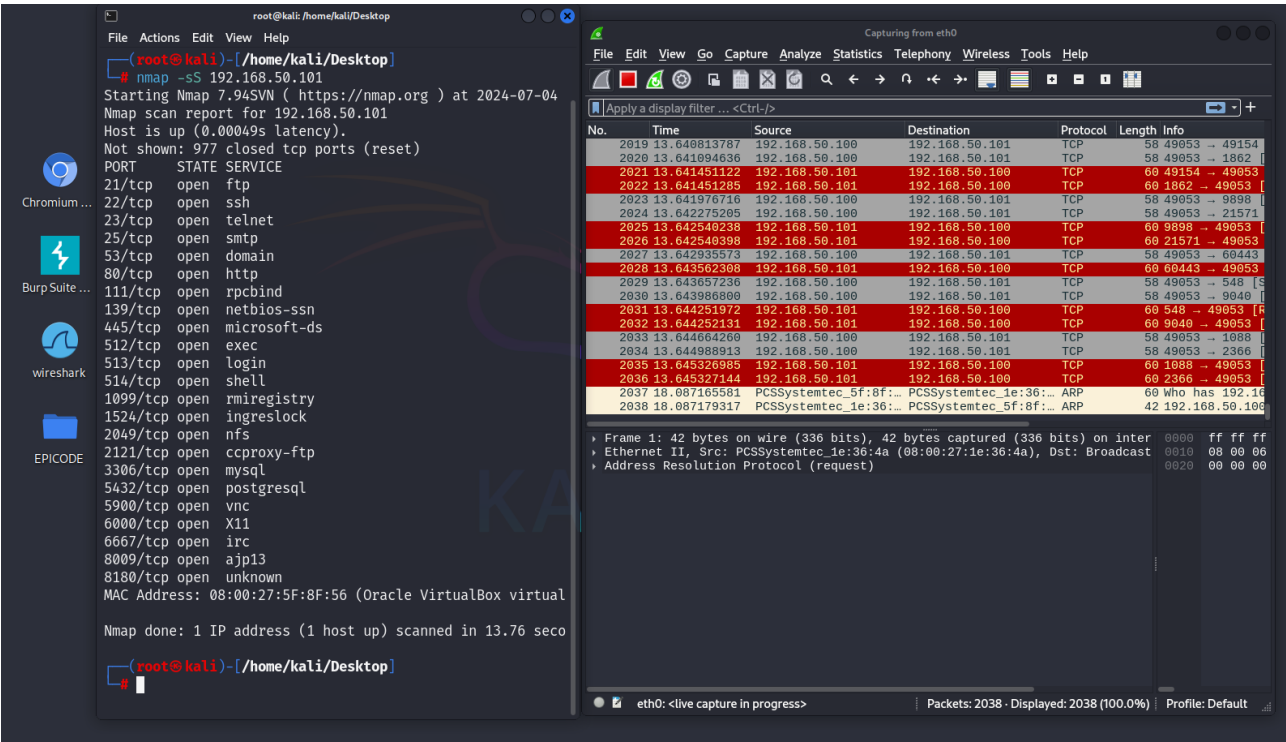 root@kali: /home/kali/Desktop
File Actions Edit View Help
(root㉿kali)-[/home/kali/Desktop]
# nmap -sS 192.168.50.101
Starting Nmap 7.94SVN ( https://nmap.org ) at 2024-07-04
Nmap scan report for 192.168.50.101
Host is up (0.00049s latency).
Not shown: 977 closed tcp ports (reset)
PORT STATE SERVICE
21/tcp open ftp
22/tcp open ssh
23/tcp open telnet
25/tcp open smtp
53/tcp open domain
80/tcp open http
111/tcp open rpcbind
139/tcp open netbios-ssn
445/tcp open microsoft-ds
512/tcp open exec
513/tcp open login
514/tcp open shell
1099/tcp open rmiregistry
1524/tcp open ingreslock
2049/tcp open nfs
2121/tcp open ccproxy-ftp
3306/tcp open mysql
5432/tcp open postgresql
5900/tcp open vnc
6000/tcp open X11
6667/tcp open irc
8009/tcp open ajp13
8180/tcp open unknown
MAC Address: 08:00:27:5F:8F:56 (Oracle VirtualBox virtual
Nmap done: 1 IP address (1 host up) scanned in 13.76 seco
(root㉿kali)-[/home/kali/Desktop]
#
Chromium ...
Burp Suite ...
wireshark
EPICODE
KA
Capturing from eth0
File Edit View Go Capture Analyze Statistics Telephony Wireless Tools Help
Apply a display filter ... <Ctrl-/>
No. Time Source Destination Protocol Length Info
2019 13.640813787 192.168.50.100 192.168.50.101 TCP 58 49053 → 49154
2020 13.641094636 192.168.50.100 192.168.50.101 TCP 58 49053 → 1862 [
2021 13.641451122 192.168.50.101 192.168.50.100 TCP 60 49154 → 49053
2022 13.641451285 192.168.50.101 192.168.50.100 TCP 60 1862 → 49053 [
2023 13.641976716 192.168.50.100 192.168.50.101 TCP 58 49053 → 9898 [
2024 13.642275205 192.168.50.100 192.168.50.101 TCP 58 49053 → 21571
2025 13.642540238 192.168.50.101 192.168.50.100 TCP 60 9898 → 49053 [
2026 13.642540398 192.168.50.101 192.168.50.100 TCP 60 21571 → 49053
2027 13.642935573 192.168.50.100 192.168.50.101 TCP 58 49053 → 60443
2028 13.643562308 192.168.50.101 192.168.50.100 TCP 60 60443 → 49053
2029 13.643657236 192.168.50.100 192.168.50.101 TCP 58 49053 → 548 [S
2030 13.643986800 192.168.50.100 192.168.50.101 TCP 58 49053 → 9040 [
2031 13.644251972 192.168.50.101 192.168.50.100 TCP 60 548 → 49053 [R
2032 13.644252131 192.168.50.101 192.168.50.100 TCP 60 9040 → 49053 [
2033 13.644664260 192.168.50.100 192.168.50.101 TCP 58 49053 → 1088 [
2034 13.644988913 192.168.50.100 192.168.50.101 TCP 58 49053 → 2366 [
2035 13.645326985 192.168.50.101 192.168.50.100 TCP 60 1088 → 49053 [
2036 13.645327144 192.168.50.101 192.168.50.100 TCP 60 2366 → 49053 [
2037 18.087165581 PCSSystemtec_5f:8f:… PCSSystemtec_1e:36:… ARP 60 Who has 192.16
2038 18.087179317 PCSSystemtec_1e:36:… PCSSystemtec_5f:8f:… ARP 42 192.168.50.100
Frame 1: 42 bytes on wire (336 bits), 42 bytes captured (336 bits) on inter
Ethernet II, Src: PCSSystemtec_1e:36:4a (08:00:27:1e:36:4a), Dst: Broadcast
Address Resolution Protocol (request)
0000 ff ff ff
0010 08 00 06
0020 00 00 00
eth0: <live capture in progress>
Packets: 2038 · Displayed: 2038 (100.0%)
Profile: Default